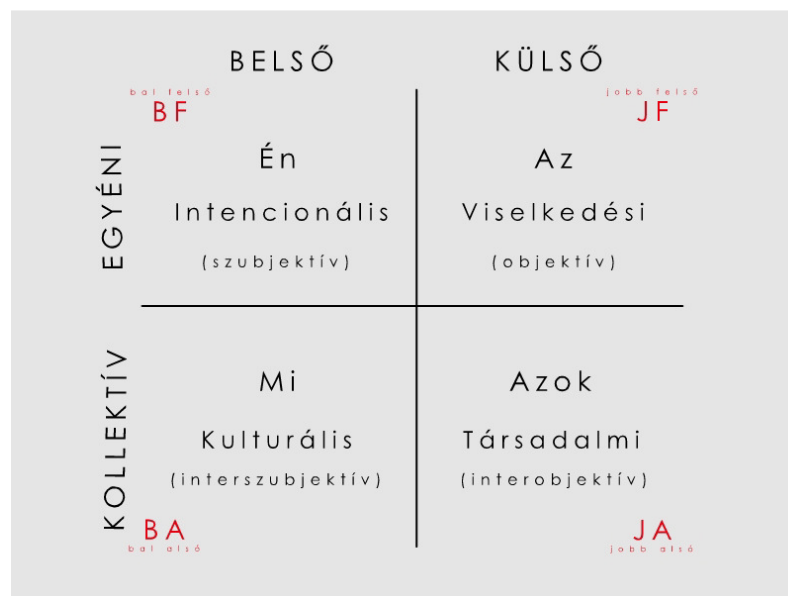 BELSŐ
KÜLSŐ
bal felső
BF
jobb felső
JF
EGYÉNI
Én
Az
Intencionális
Viselkedési
(szubjektív)
(objektív)
KOLLEKTÍV
Mi
Azok
Kulturális
Társadalmi
(interszubjektív)
(interobjektív)
BA
bal alsó
JA
jobb alsó